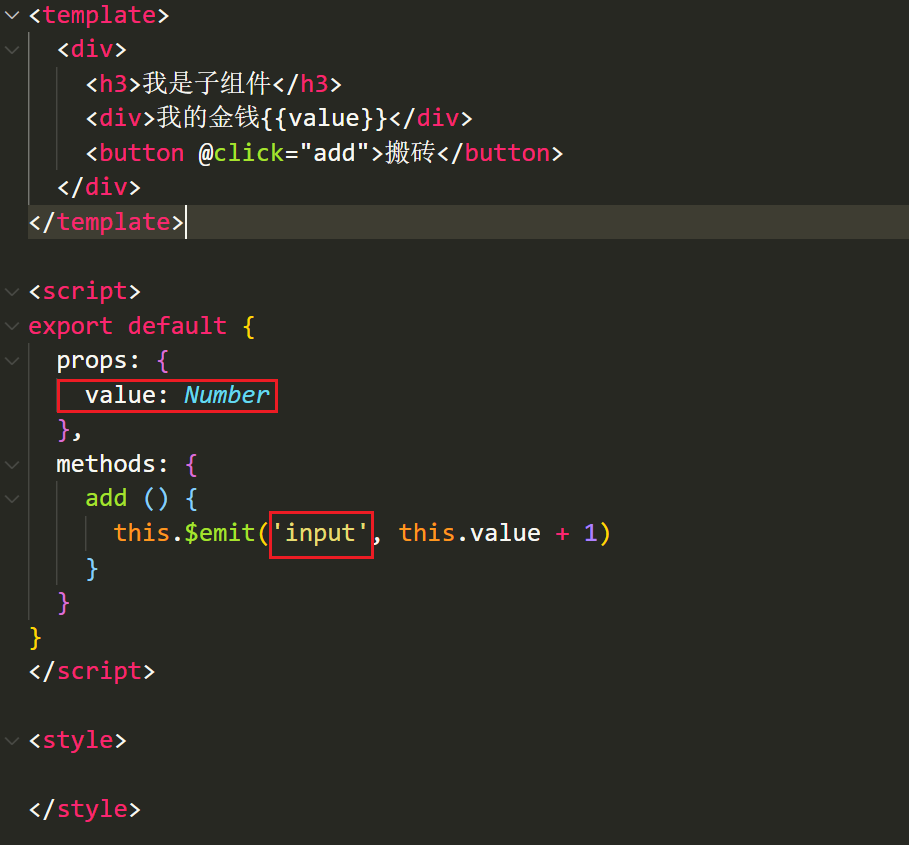 <template>
<div>
<h3>我是子组件</h3>
<div>我的金钱{{value}}</div>
<button @click="add">搬砖</button>
</div>
</template>
<script>
export default {
props: {
value: Number
},
methods: {
add () {
this.$emit('input', this.value + 1)
}
}
}
</script>
<style>
</style>